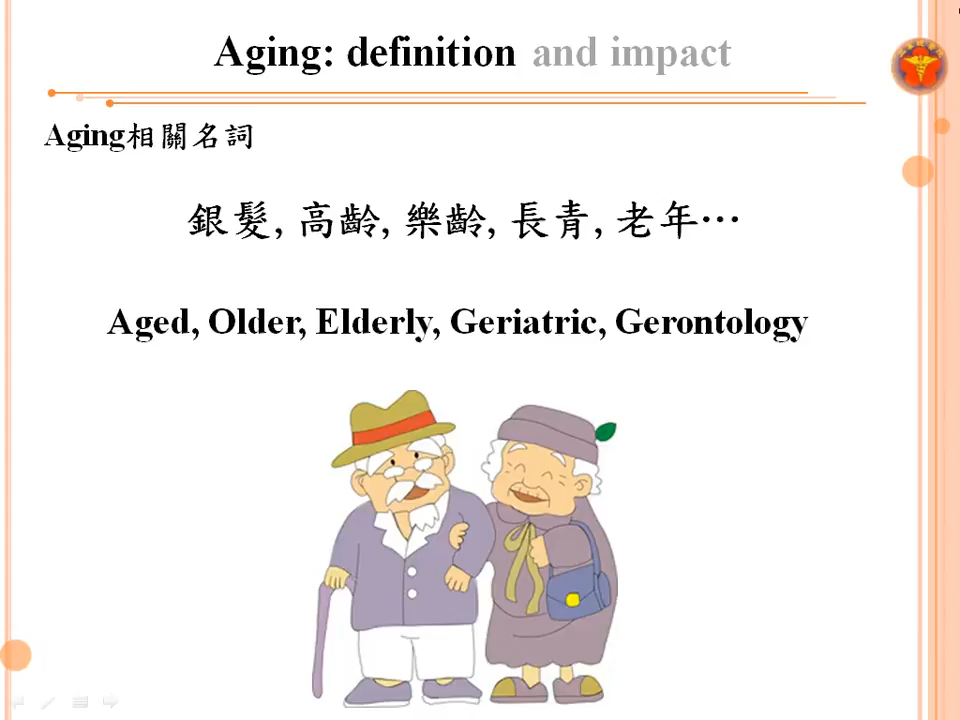 Aging: definition and impact
Aging相關名詞
銀髮, 高齡, 樂齡, 長青, 老年…
Aged, Older, Elderly, Geriatric, Gerontology